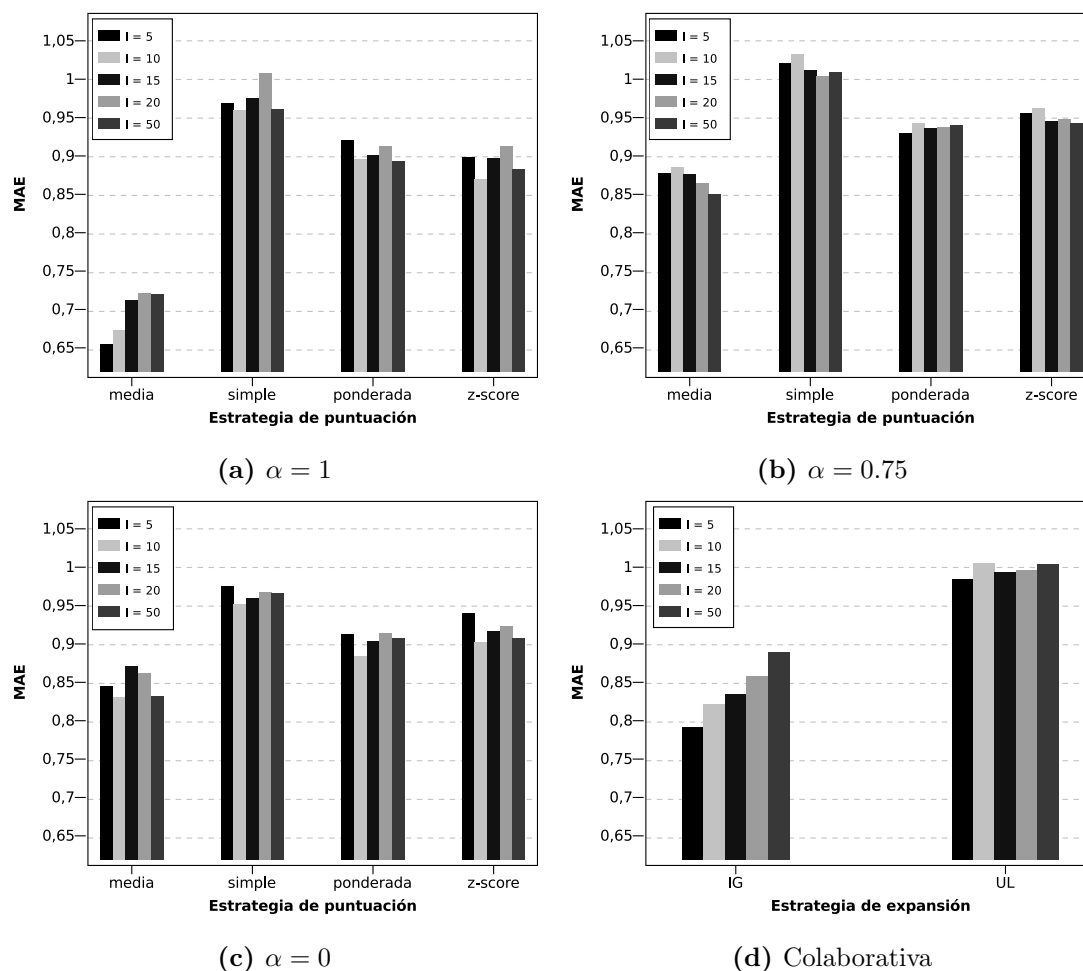 1,05
1
0,95
0,9
0,85
0,8
0,75
0,7
0,65
MAE
l = 5
l = 10
l = 15
l = 20
l = 50
media simple ponderada z-score
Estrategia de puntuación
(a) α = 1
1,05
1
0,95
0,9
0,85
0,8
0,75
0,7
0,65
MAE
l = 5
l = 10
l = 15
l = 20
l = 50
media simple ponderada z-score
Estrategia de puntuación
(b) α = 0.75
1,05
1
0,95
0,9
0,85
0,8
0,75
0,7
0,65
MAE
l = 5
l = 10
l = 15
l = 20
l = 50
media simple ponderada z-score
Estrategia de puntuación
(c) α = 0
1,05
1
0,95
0,9
0,85
0,8
0,75
0,7
0,65
MAE
l = 5
l = 10
l = 15
l = 20
l = 50
IG UL
Estrategia de expansión
(d) Colaborativa